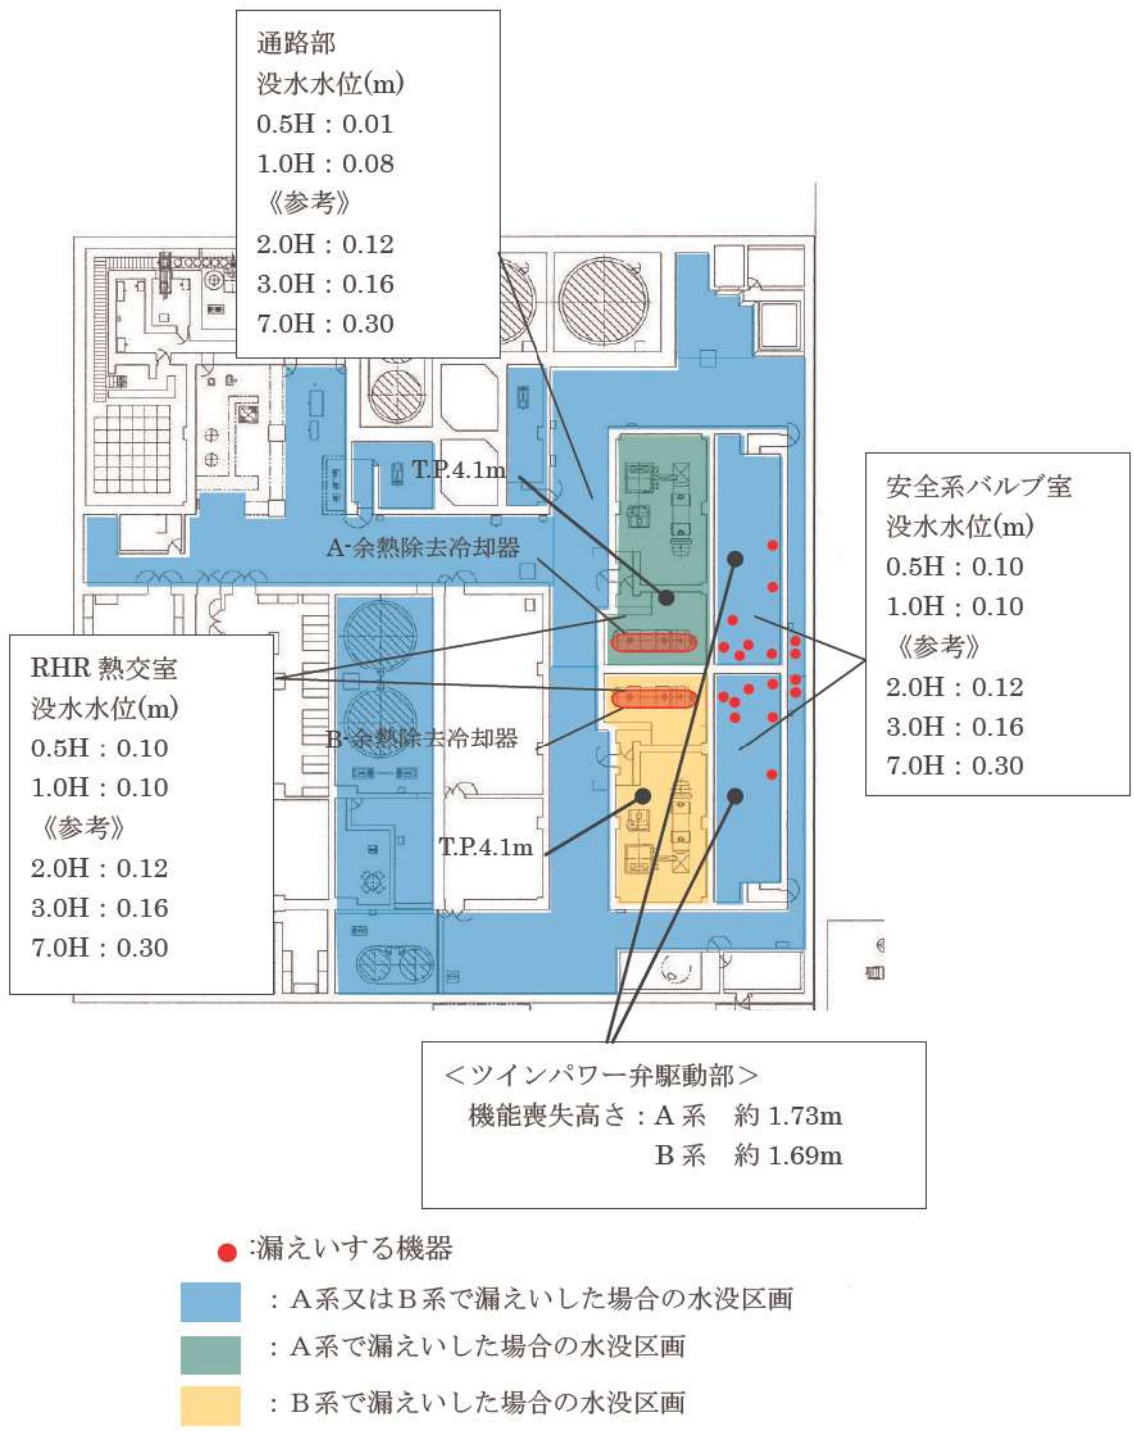 通路部
没水水位(m)
0.5H：0.01
1.0H：0.08
《参考》
2.0H：0.12
3.0H：0.16
7.0H：0.30
T.P.4.1m
A-余熱除去冷却器
安全系バルブ室
没水水位(m)
0.5H：0.10
1.0H：0.10
《参考》
2.0H：0.12
3.0H：0.16
7.0H：0.30
RHR 熱交室
没水水位(m)
0.5H：0.10
1.0H：0.10
《参考》
2.0H：0.12
3.0H：0.16
7.0H：0.30
B-余熱除去冷却器
T.P.4.1m
＜ツインパワー弁駆動部＞
機能喪失高さ：A 系　約 1.73m
B 系　約 1.69m
:漏えいする機器
：A系又はB系で漏えいした場合の水没区画
：A系で漏えいした場合の水没区画
：B系で漏えいした場合の水没区画